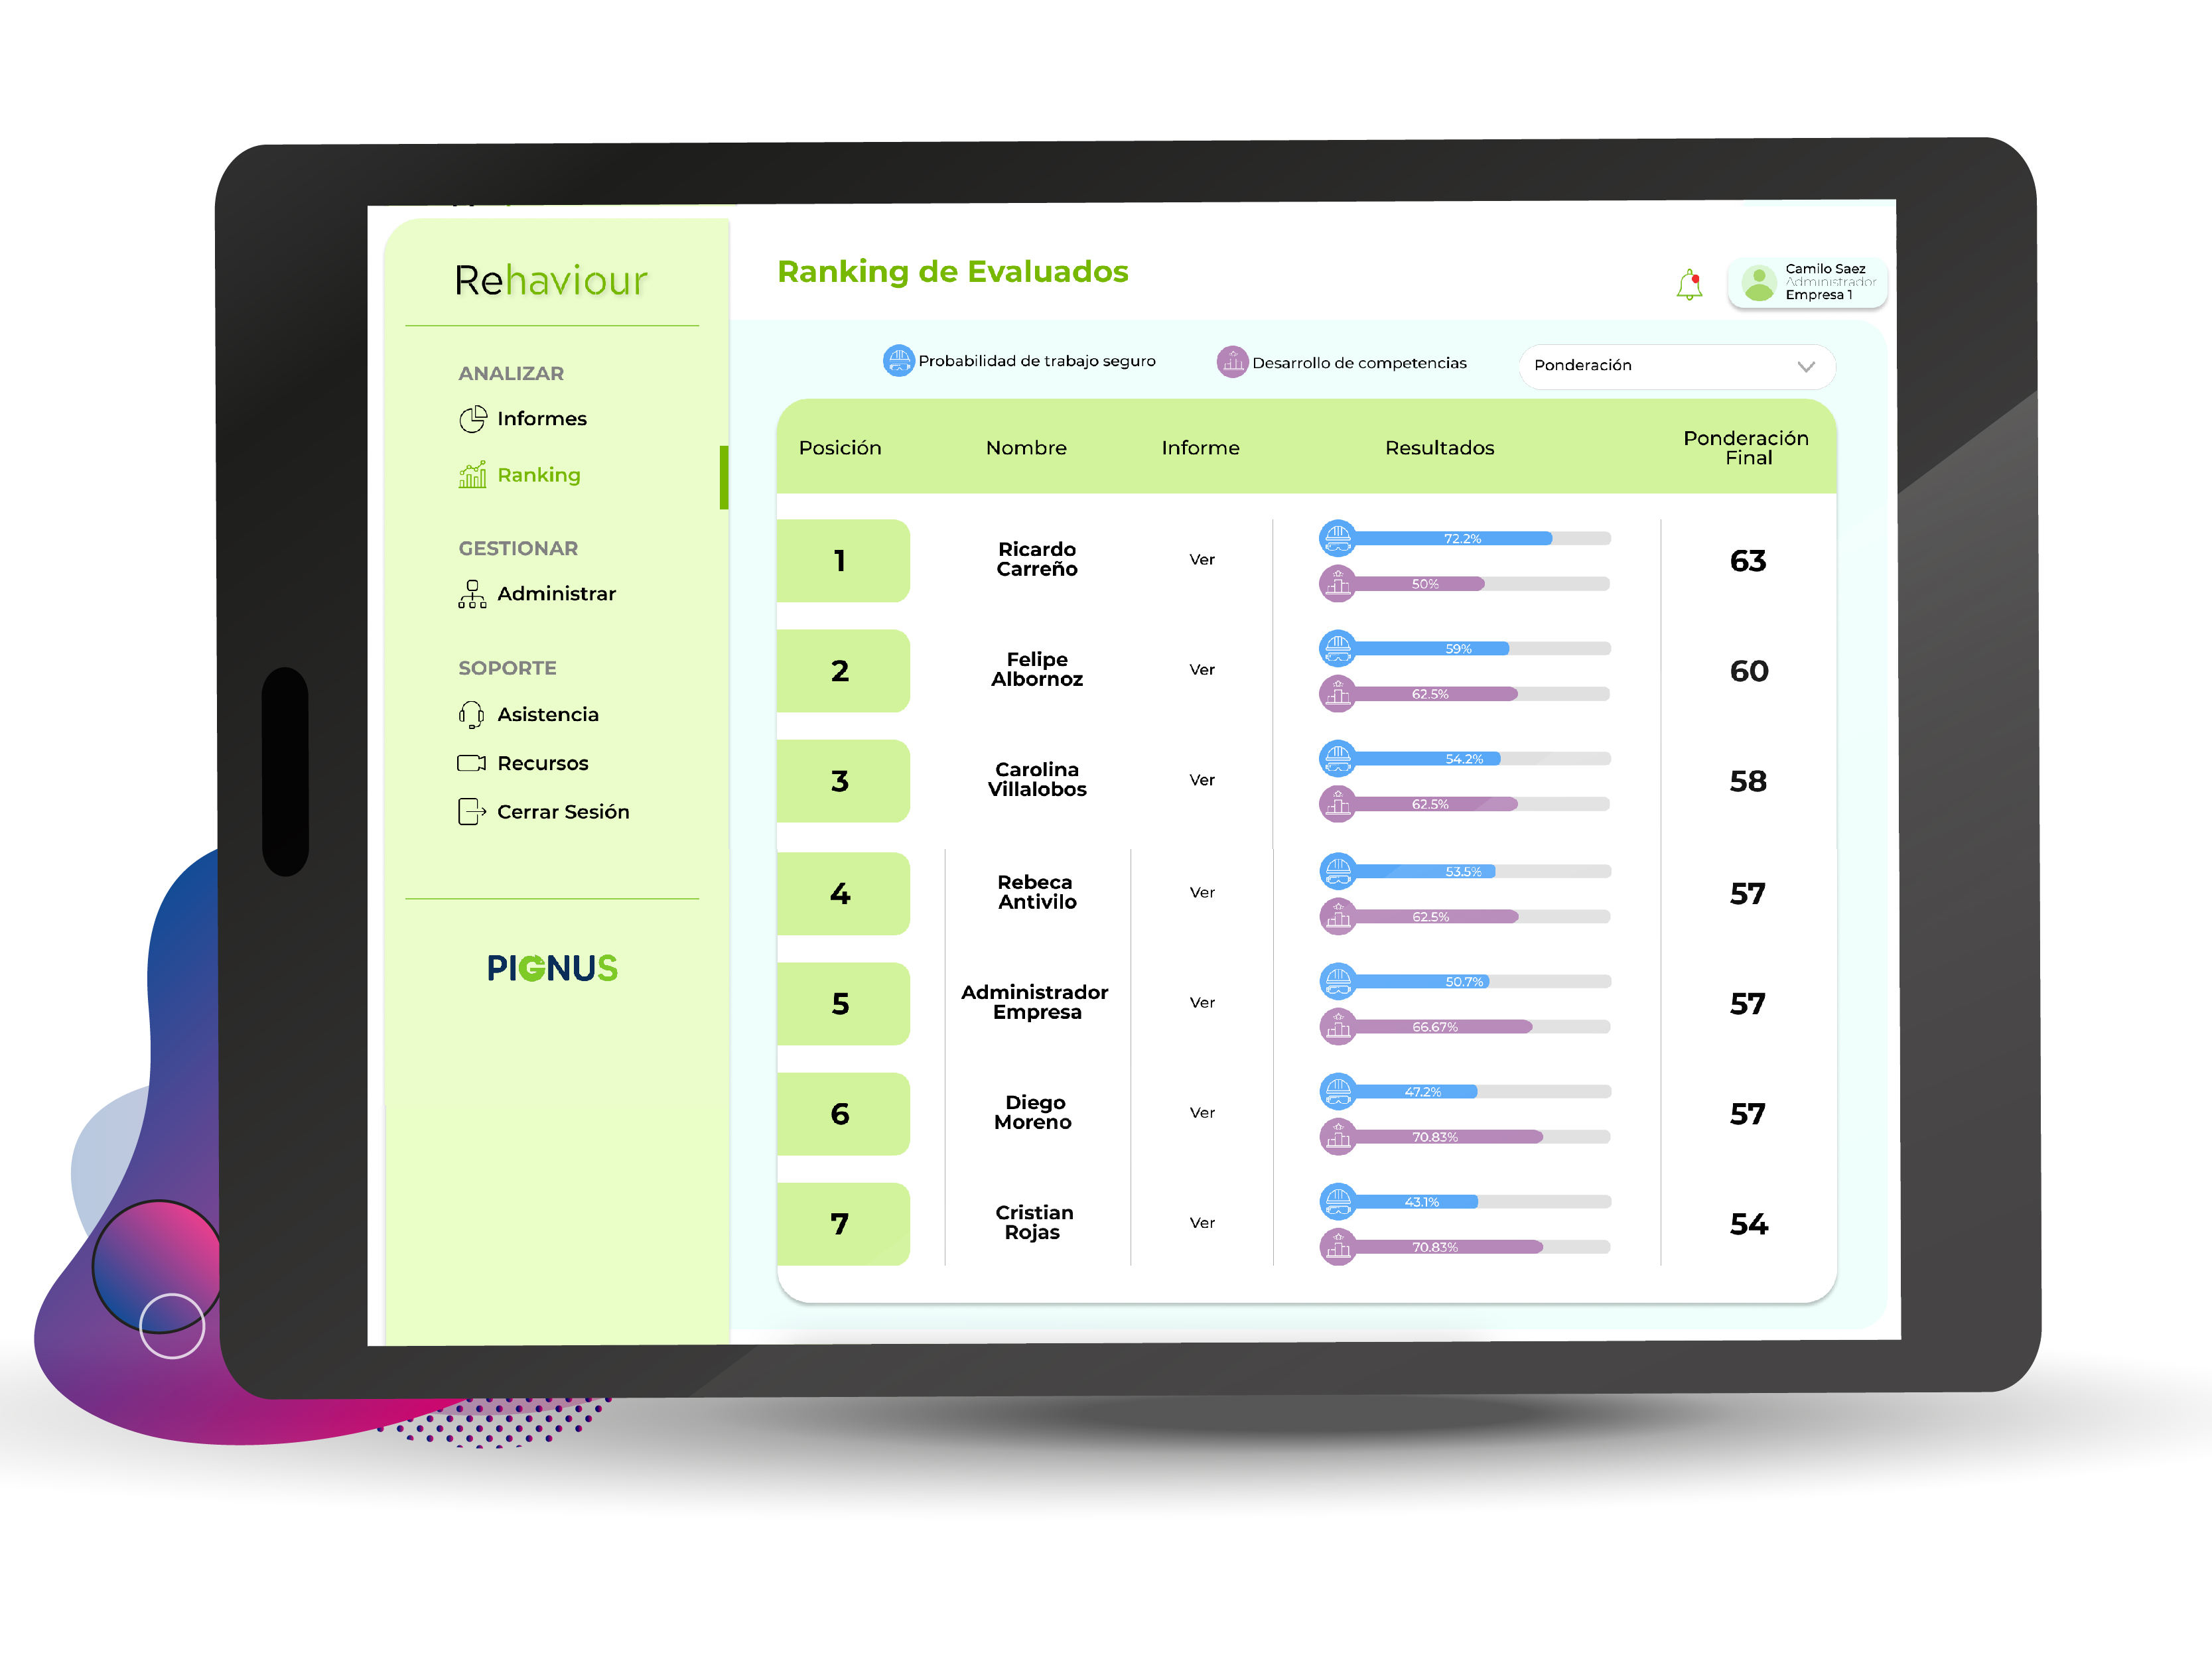 Rehaviour
ANALIZAR
Informes
Ranking
GESTIONAR
Administrar
SOPORTE
Asistencia
Recursos
Cerrar Sesión
PIGNUS
Ranking de Evaluados
Camilo Saez
Administrador
Empresa 1
Probabilidad de trabajo seguro
Desarrollo de competencias
Ponderación
Posición
Nombre
Informe
Resultados
Ponderación
Final
1
Ricardo
Carreño
Ver
72.2%
50%
63
2
Felipe
Albornoz
Ver
59%
62.5%
60
3
Carolina
Villalobos
Ver
54.2%
62.5%
58
4
Rebeca
Antivilo
Ver
53.5%
62.5%
57
5
Administrador
Empresa
Ver
50.7%
66.67%
57
6
Diego
Moreno
Ver
47.2%
70.83%
57
7
Cristian
Rojas
Ver
43.1%
70.83%
54